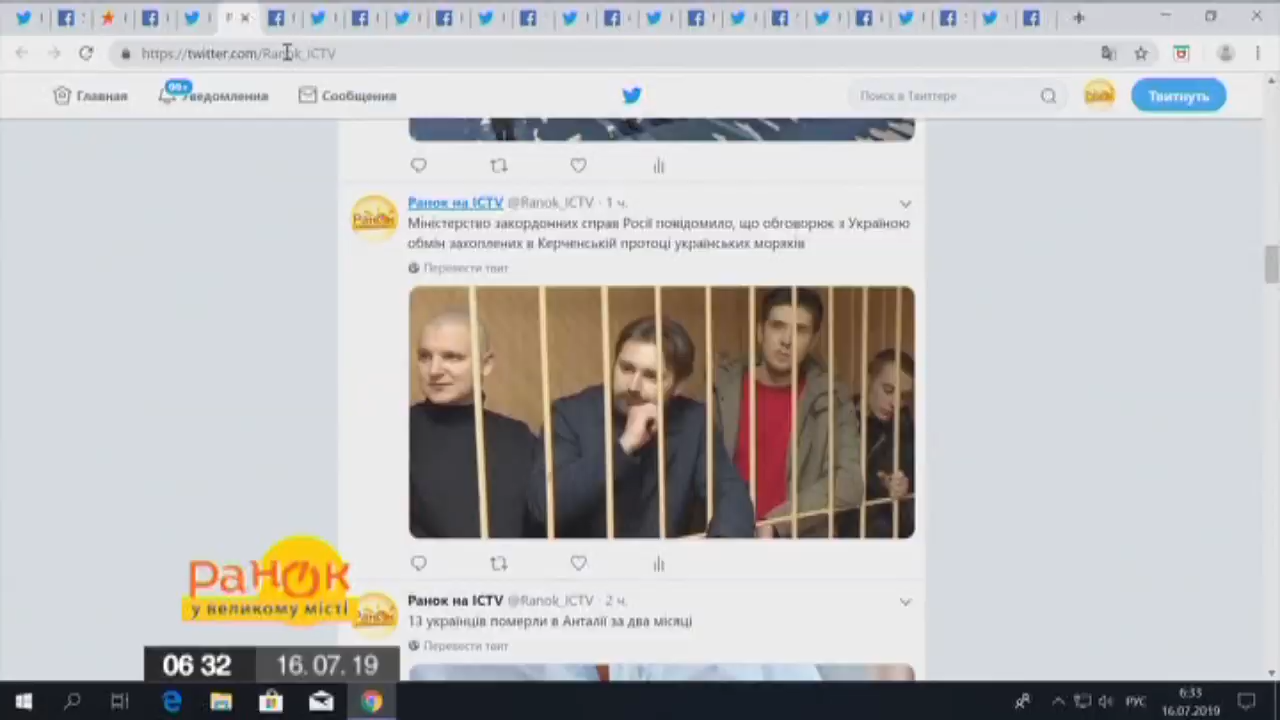 https://twitter.com/Ranok_ICTV
Главная
99+
Уведомления
Сообщения
Поиск в Твиттере
Твитнуть
Ранок на ICTV @Ranok_ICTV · 1 ч.
Міністерство закордонних справ Росії повідомило, що обговорює з Україною
обмін захоплених в Керченській протоці українських моряків
Перевести твит
Ранок на ICTV @Ranok_ICTV · 2 ч.
13 українців померли в Анталії за два місяці
Перевести твит
Ранок
у великому місті
06 32 16.07.19
РУС
6:33
16.07.2019